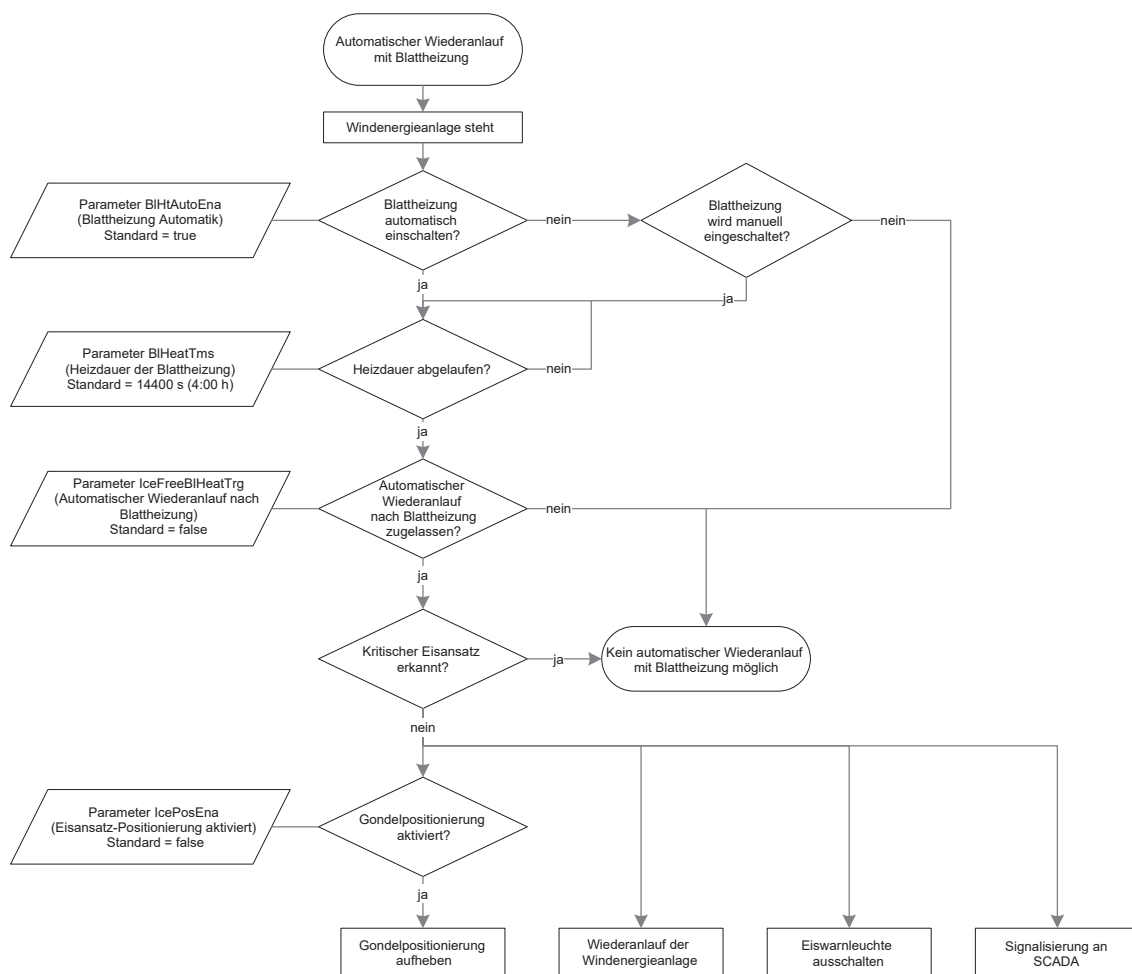 Automatischer Wiederanlauf
mit Blattheizung
Windenergieanlage steht
Parameter BlHtAutoEna
(Blattheizung Automatik)
Standard = true
Blattheizung
automatisch
einschalten?
nein
Blattheizung
wird manuell
eingeschaltet?
nein
ja
ja
Parameter BlHeatTms
(Heizdauer der Blattheizung)
Standard = 14400 s (4:00 h)
Heizdauer abgelaufen?
nein
ja
Parameter IceFreeBlHeatTrg
(Automatischer Wiederanlauf nach
Blattheizung)
Standard = false
Automatischer
Wiederanlauf
nach Blattheizung
zugelassen?
nein
ja
Kritischer Eisansatz
erkannt?
ja
Kein automatischer Wiederanlauf
mit Blattheizung möglich
nein
Parameter IcePosEna
(Eisansatz-Positionierung aktiviert)
Standard = false
Gondelpositionierung
aktiviert?
ja
Gondelpositionierung
aufheben
Wiederanlauf der
Windenergieanlage
Eiswarnleuchte
ausschalten
Signalisierung an
SCADA